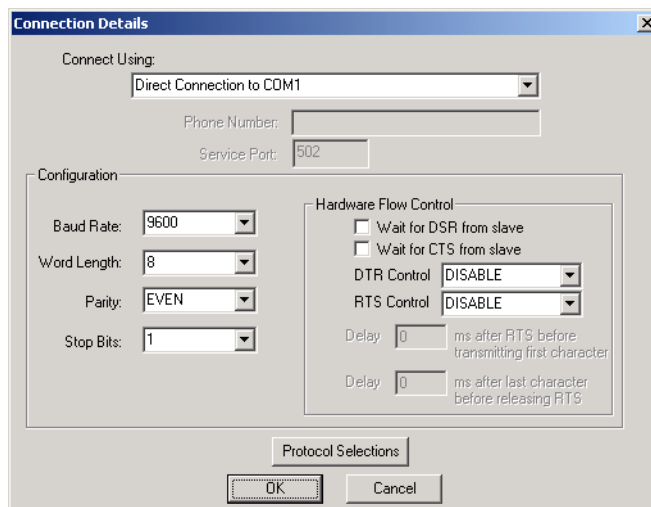 Connection Details
Connect Using:
Direct Connection to COM1
Phone Number:
Service Port: 502
Configuration
Baud Rate: 9600
Word Length: 8
Parity: EVEN
Stop Bits: 1
Hardware Flow Control
Wait for DSR from slave
Wait for CTS from slave
DTR Control DISABLE
RTS Control DISABLE
Delay 0 ms after RTS before
transmitting first character
Delay 0 ms after last character
before releasing RTS
Protocol Selections
OK Cancel